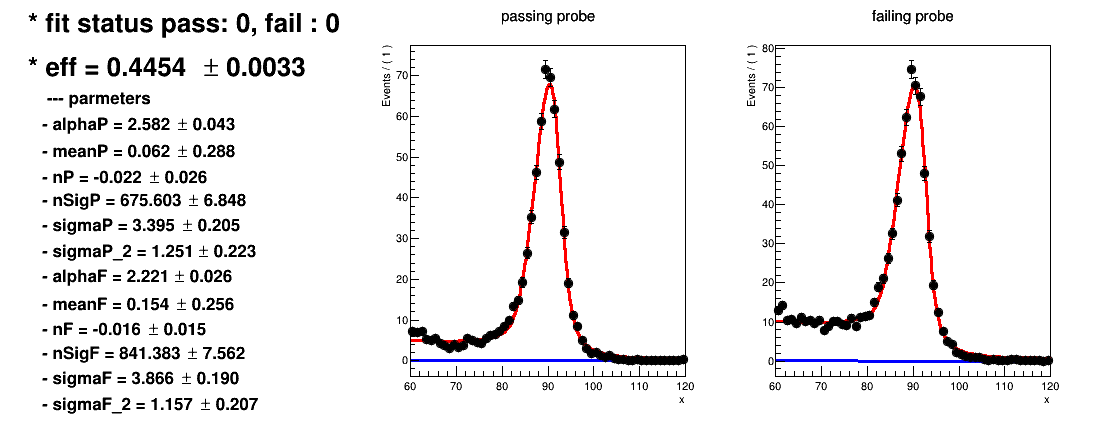 * fit status pass: 0, fail : 0
* eff = 0.4454 ± 0.0033
--- parmeters
- alphaP = 2.582 ± 0.043
- meanP = 0.062 ± 0.288
- nP = -0.022 ± 0.026
- nSigP = 675.603 ± 6.848
- sigmaP = 3.395 ± 0.205
- sigmaP_2 = 1.251 ± 0.223
- alphaF = 2.221 ± 0.026
- meanF = 0.154 ± 0.256
- nF = -0.016 ± 0.015
- nSigF = 841.383 ± 7.562
- sigmaF = 3.866 ± 0.190
- sigmaF_2 = 1.157 ± 0.207
passing probe
Events / ( 1 )
70
60
50
40
30
20
10
0
60 70 80 90 100 110 120
x
failing probe
Events / ( 1 )
80
70
60
50
40
30
20
10
0
60 70 80 90 100 110 120
x